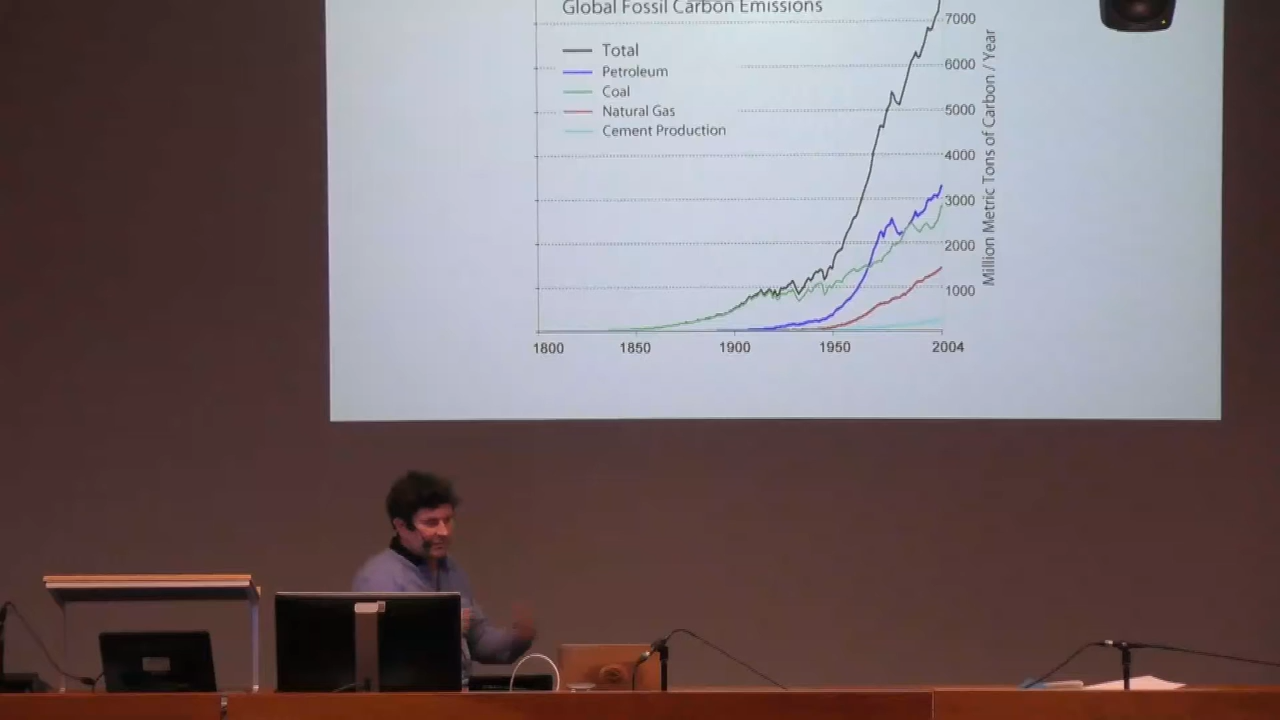 Global Fossil Carbon Emissions
Total
Petroleum
Coal
Natural Gas
Cement Production
7000
6000
5000
4000
3000
2000
1000
Million Metric Tons of Carbon / Year
1800
1850
1900
1950
2004